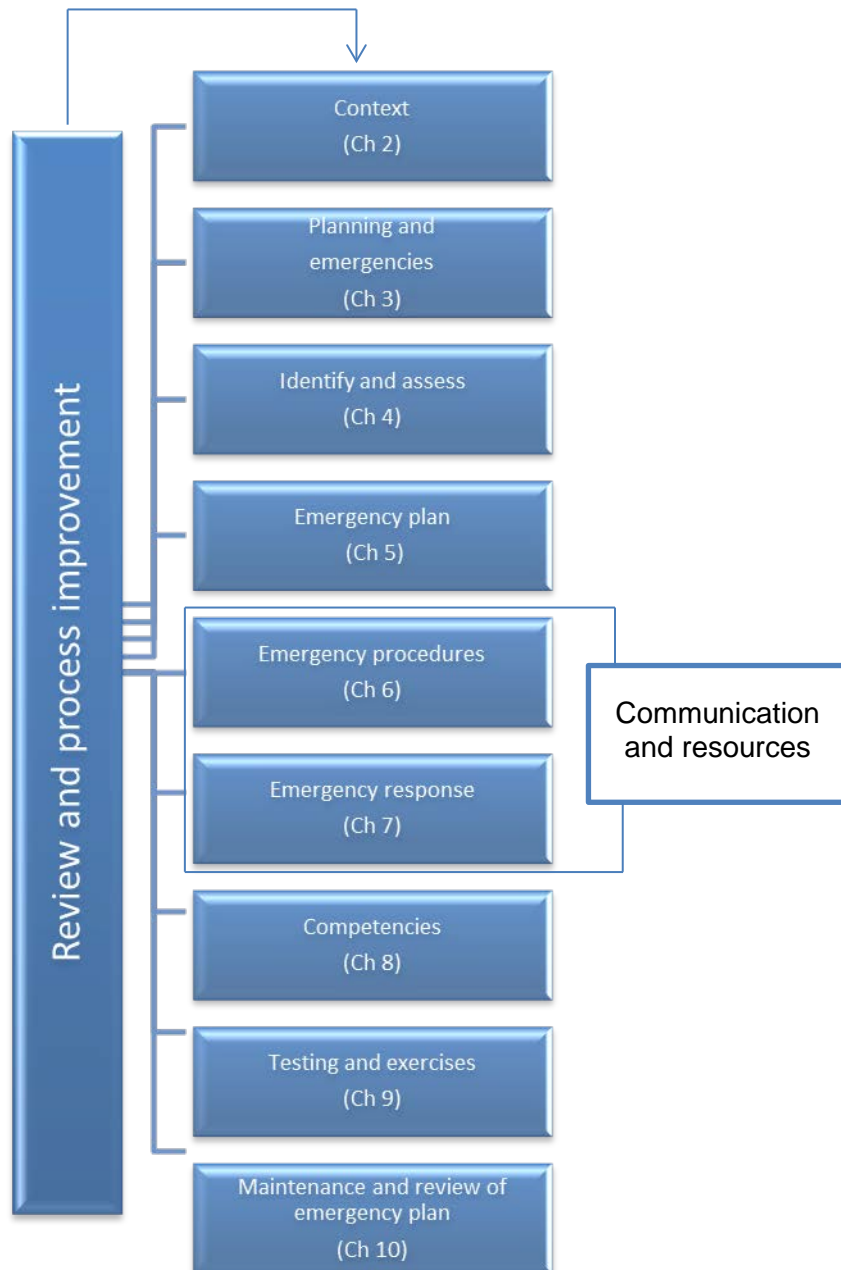 Review and process improvement
Context
(Ch 2)
Planning and
emergencies
(Ch 3)
Identify and assess
(Ch 4)
Emergency plan
(Ch 5)
Emergency procedures
(Ch 6)
Emergency response
(Ch 7)
Communication
and resources
Competencies
(Ch 8)
Testing and exercises
(Ch 9)
Maintenance and review of
emergency plan
(Ch 10)